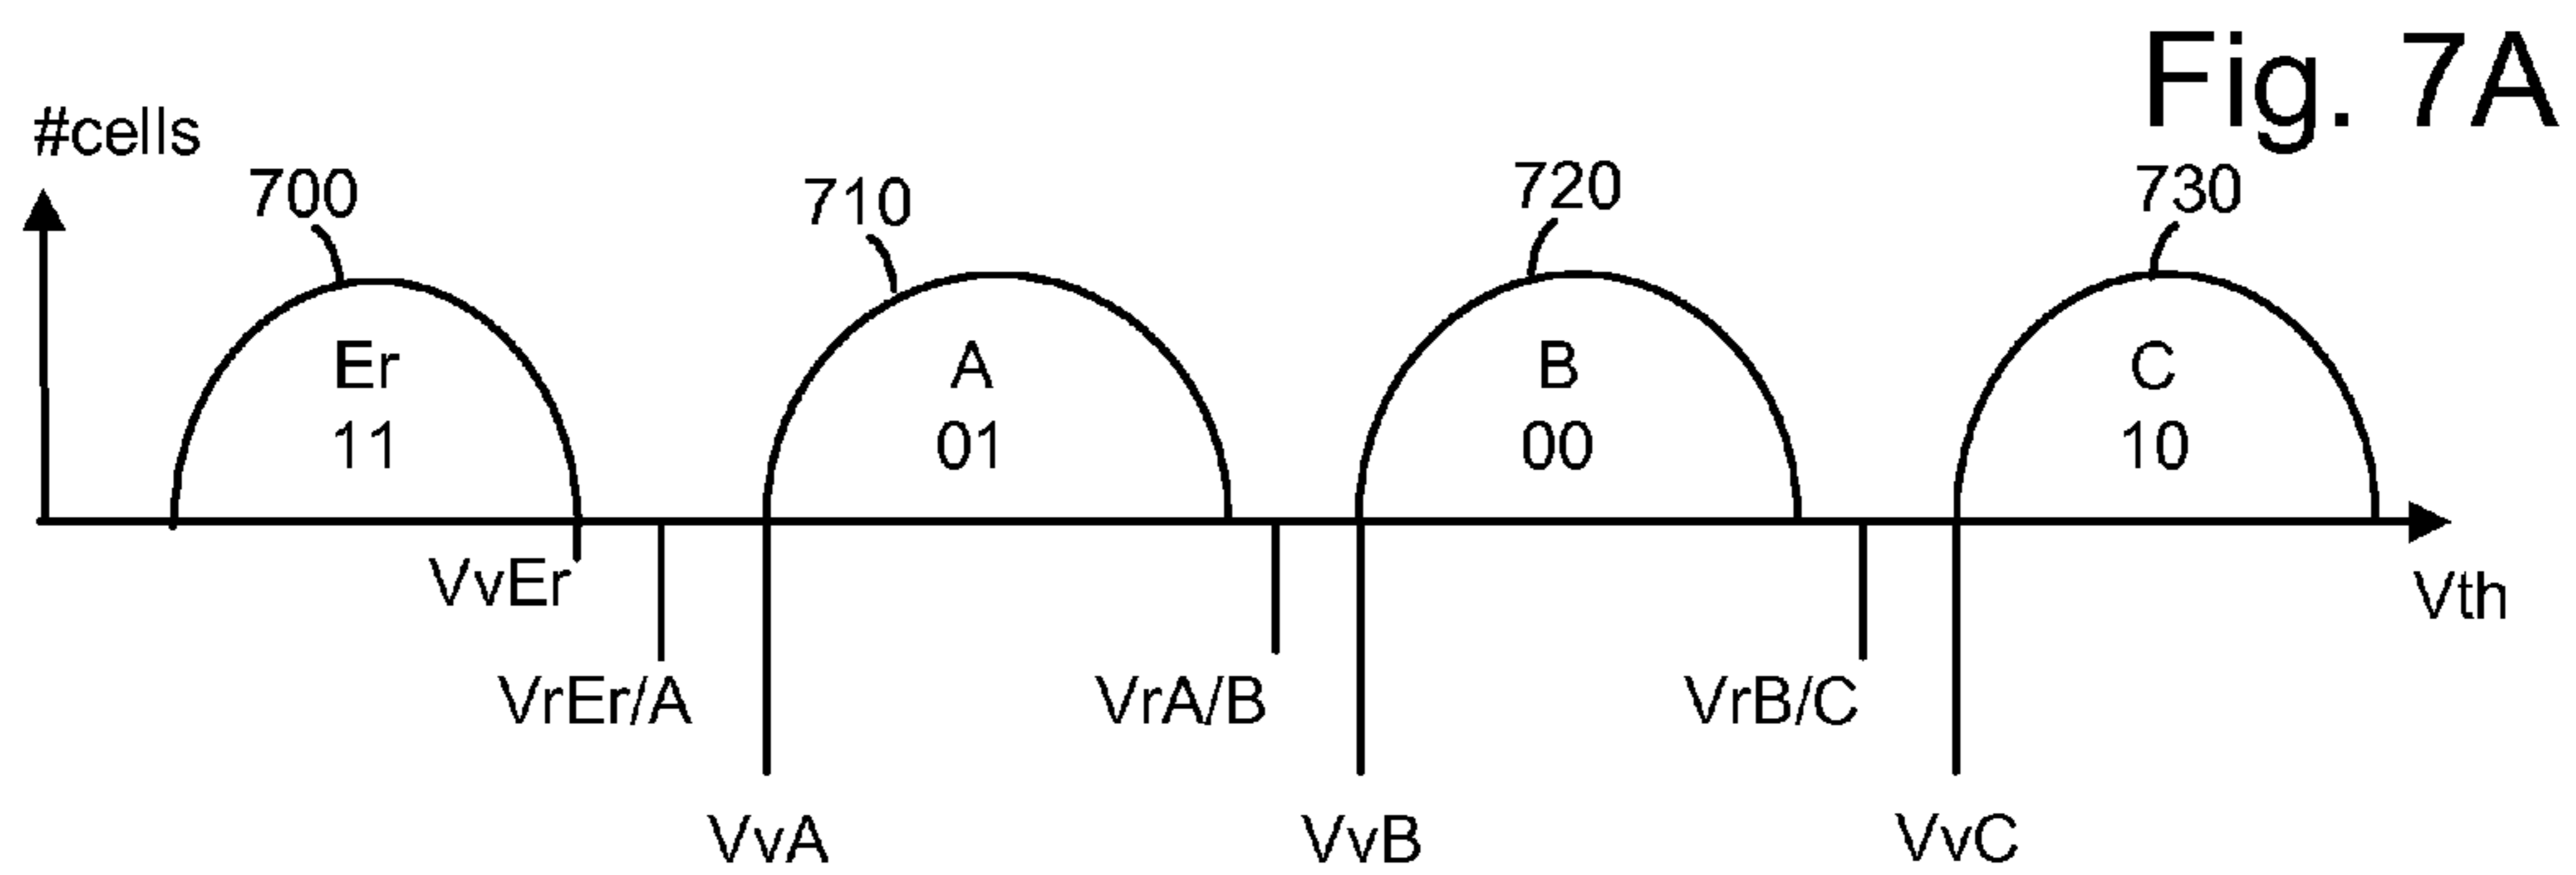 Fig. 7A
#cells
700 710 720 730
Er A B C
11 01 00 10
VvEr Vth
VrEr/A VrA/B VrB/C
VvA VvB VvC